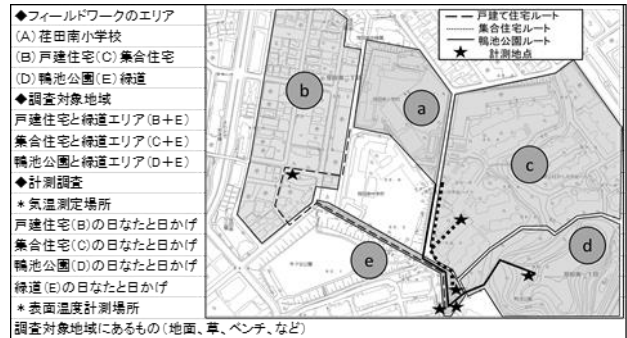 ◆フィールドワークのエリア
(A)荏田南小学校
(B)戸建住宅(C)集合住宅
(D)鴨池公園(E)緑道
◆調査対象地域
戸建住宅と緑道エリア(B+E)
集合住宅と緑道エリア(C+E)
鴨池公園と緑道エリア(D+E)
◆計測調査
＊気温測定場所
戸建住宅(B)の日なたと日かげ
集合住宅(C)の日なたと日かげ
鴨池公園(D)の日なたと日かげ
緑道(E)の日なたと日かげ
＊表面温度計測場所
調査対象地域にあるもの(地面、草、ベンチ、など)
戸建て住宅ルート
集合住宅ルート
鴨池公園ルート
計測地点
b
a
c
d
e